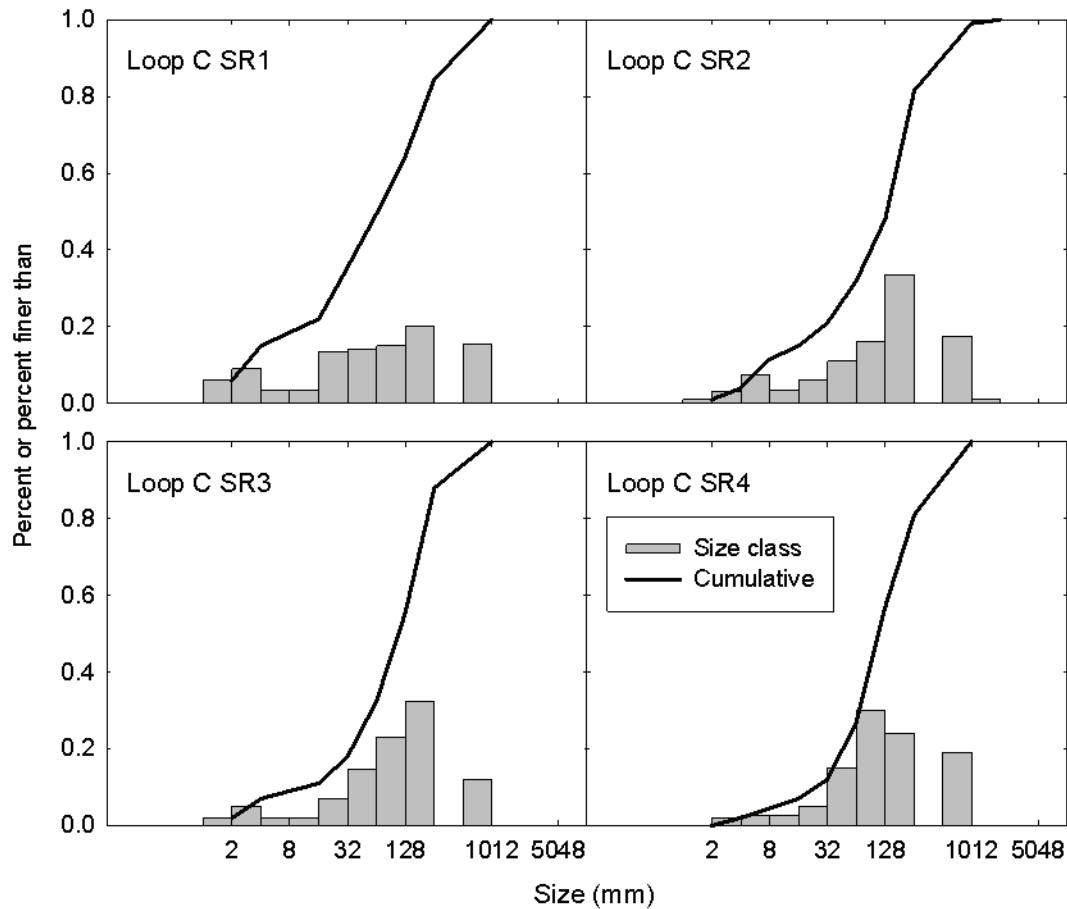 Percent or percent finer than
1.0
0.8
0.6
0.4
0.2
0.0
Loop C SR1
Loop C SR2
1.0
0.8
0.6
0.4
0.2
0.0
Loop C SR3
Loop C SR4
Size class
Cumulative
2 8 32 128 1012 5048
2 8 32 128 1012 5048
Size (mm)